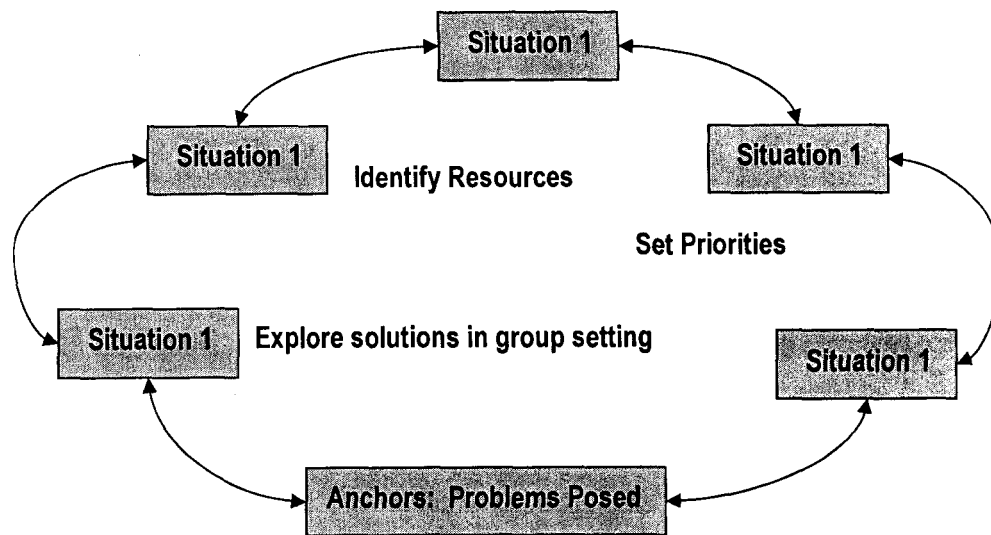 Situation 1
Situation 1
Situation 1
Identify Resources
Set Priorities
Situation 1
Explore solutions in group setting
Situation 1
Anchors: Problems Posed